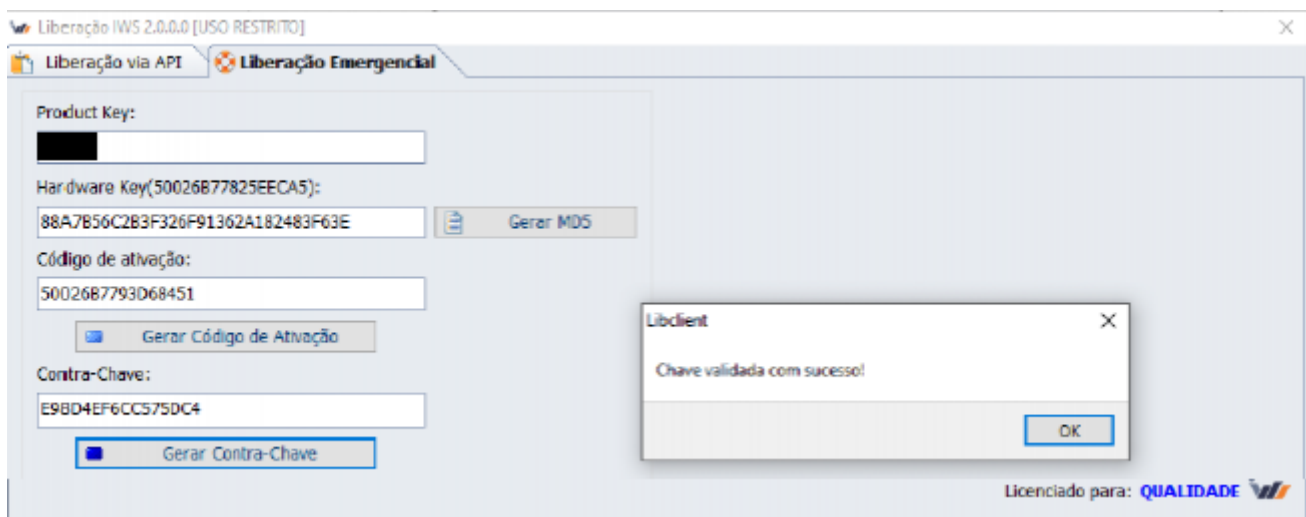 Liberação IWS 2.0.0.0 [USO RESTRITO]
Liberação via API
Liberação Emergencial
Product Key:
Hardware Key(50026B77825EECA5):
88A7B56C2B3F326F91362A182483F63E
Gerar MD5
Código de ativação:
50026B7793D68451
Gerar Código de Ativação
Contra-Chave:
E9BD4EF6CC575DC4
Gerar Contra-Chave
Libclient
Chave validada com sucesso!
OK
Licenciado para: QUALIDADE